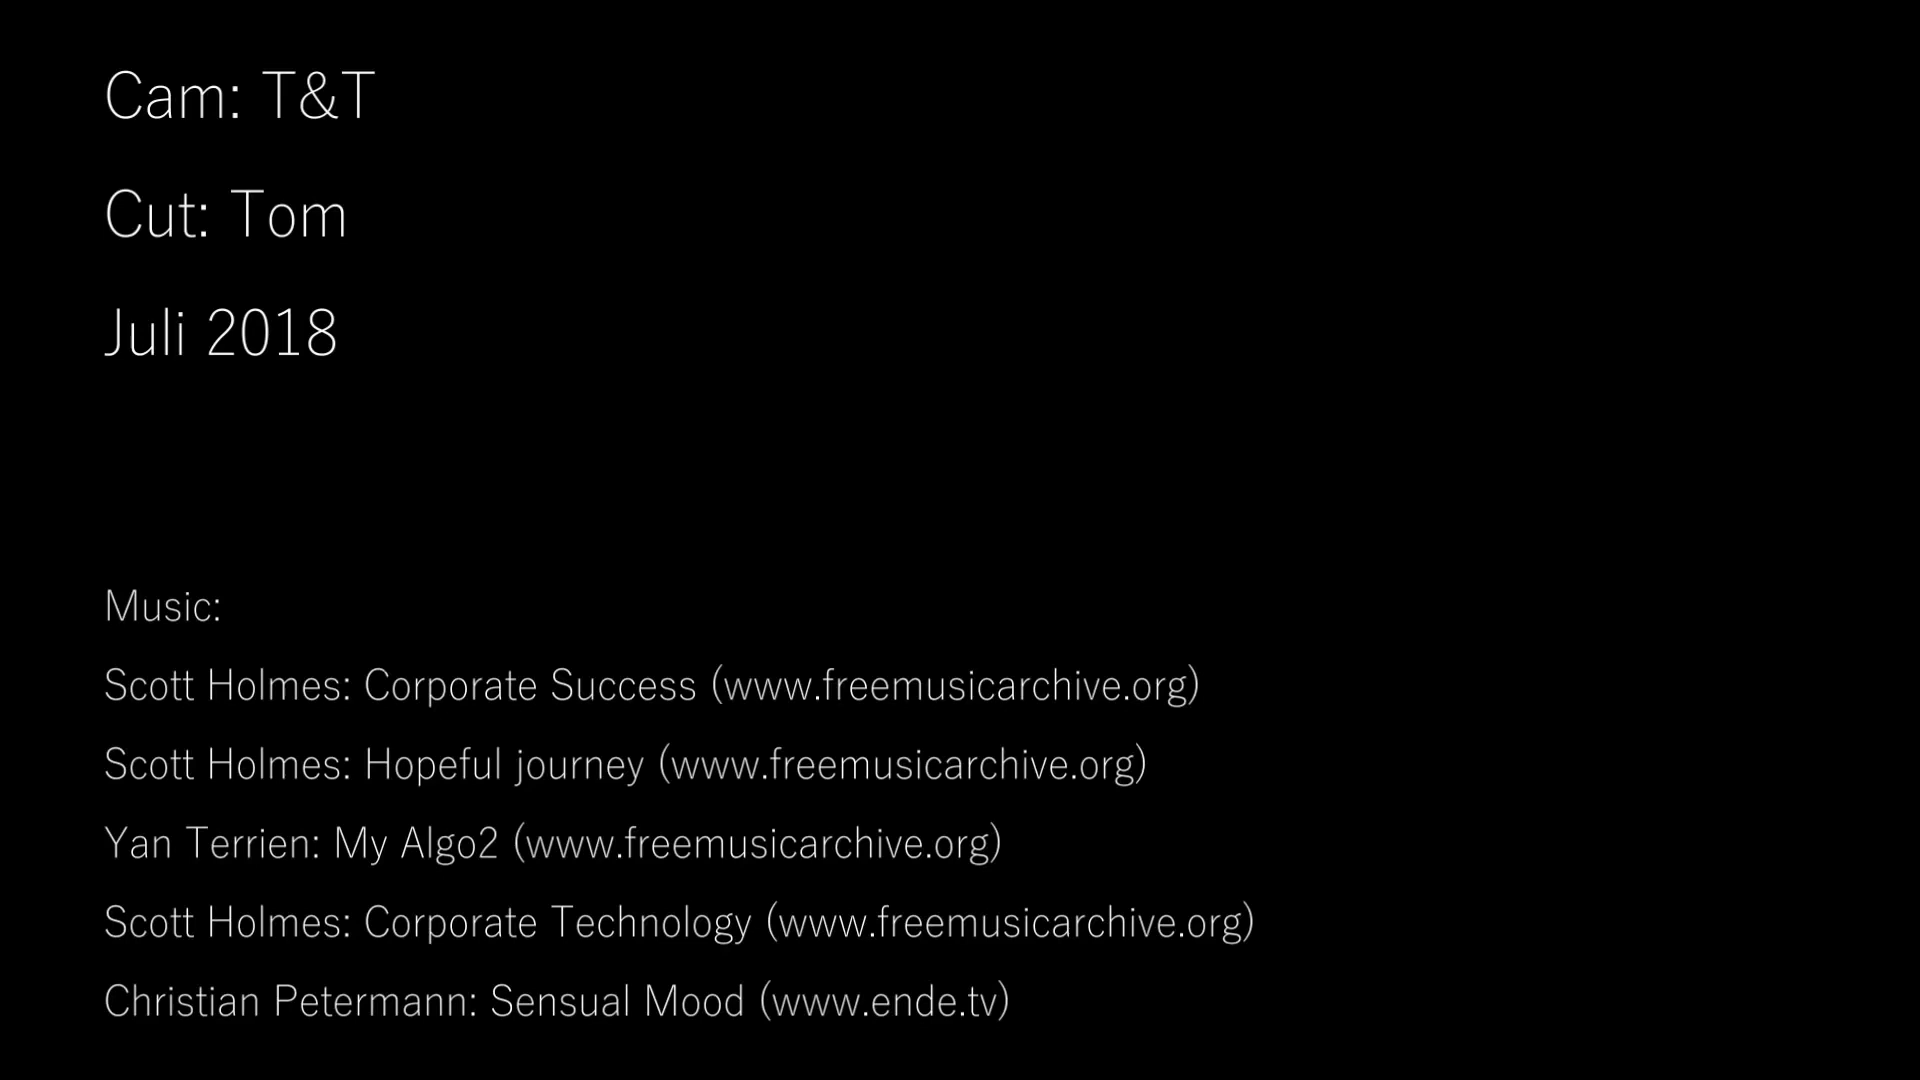 Cam: T&T
Cut: Tom
Juli 2018
Music:
Scott Holmes: Corporate Success (www.freemusicarchive.org)
Scott Holmes: Hopeful journey (www.freemusicarchive.org)
Yan Terrien: My Algo2 (www.freemusicarchive.org)
Scott Holmes: Corporate Technology (www.freemusicarchive.org)
Christian Petermann: Sensual Mood (www.ende.tv)